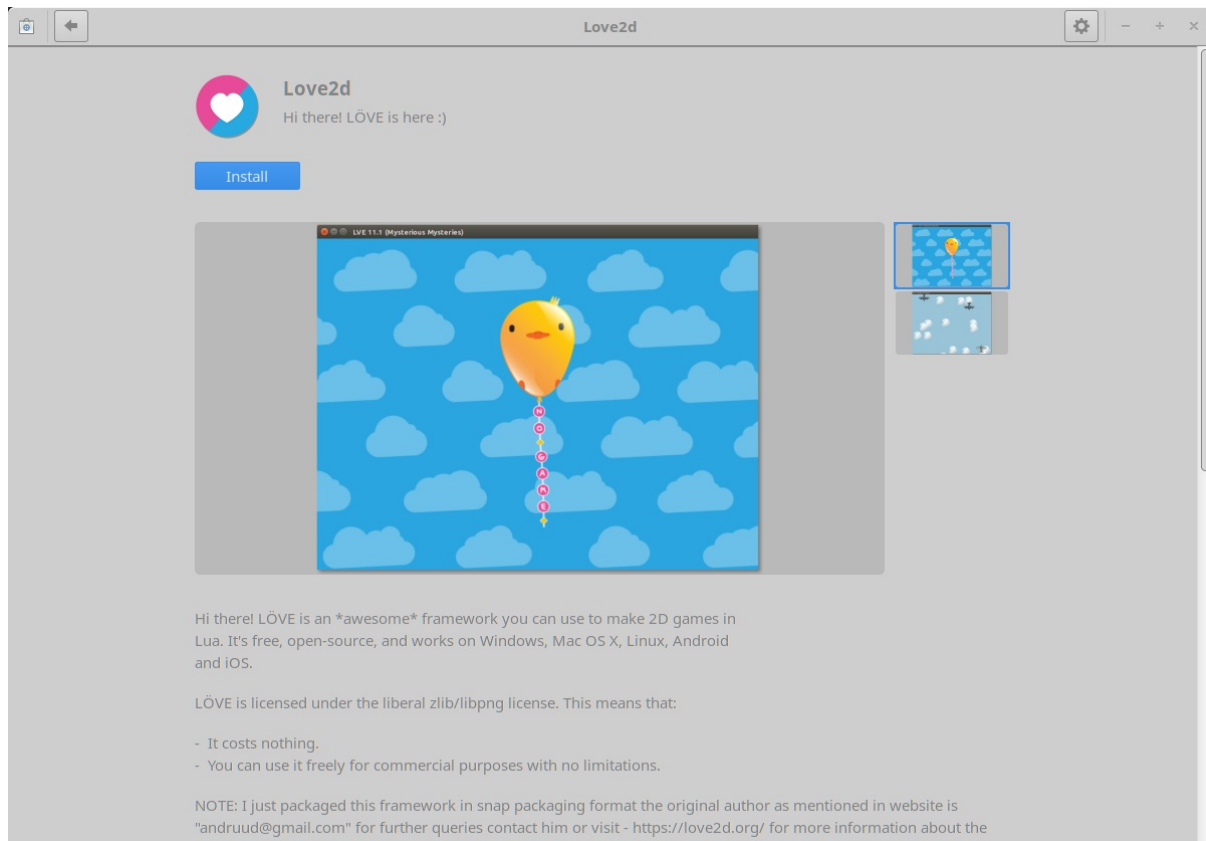 Love2d
Love2d
Hi there! LÖVE is here :)
Install
LVE 11.1 (Mysterious Mysteries)
N
O
G
A
M
E
Hi there! LÖVE is an *awesome* framework you can use to make 2D games in
Lua. It's free, open-source, and works on Windows, Mac OS X, Linux, Android
and iOS.
LÖVE is licensed under the liberal zlib/libpng license. This means that:
- It costs nothing.
- You can use it freely for commercial purposes with no limitations.
NOTE: I just packaged this framework in snap packaging format the original author as mentioned in website is
"andruud@gmail.com" for further queries contact him or visit - https://love2d.org/ for more information about the